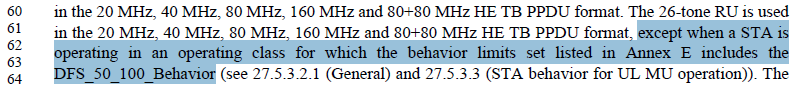 60 in the 20 MHz, 40 MHz, 80 MHz, 160 MHz and 80+80 MHz HE TB PPDU format. The 26-tone RU is used
61 in the 20 MHz, 40 MHz, 80 MHz, 160 MHz and 80+80 MHz HE TB PPDU format, except when a STA is
62 operating in an operating class for which the behavior limits set listed in Annex E includes the
63 DFS_50_100_Behavior (see 27.5.3.2.1 (General) and 27.5.3.3 (STA behavior for UL MU operation)). The
64